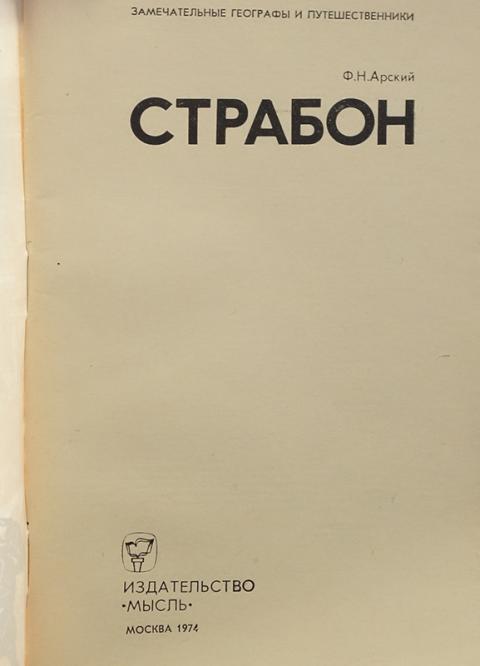 ЗАМЕЧАТЕЛЬНЫЕ ГЕОГРАФЫ И ПУТЕШЕСТВЕННИКИ
Ф.Н.Арский
СТРАБОН
ИЗДАТЕЛЬСТВО
•МЫСЛЬ•
МОСКВА 1974